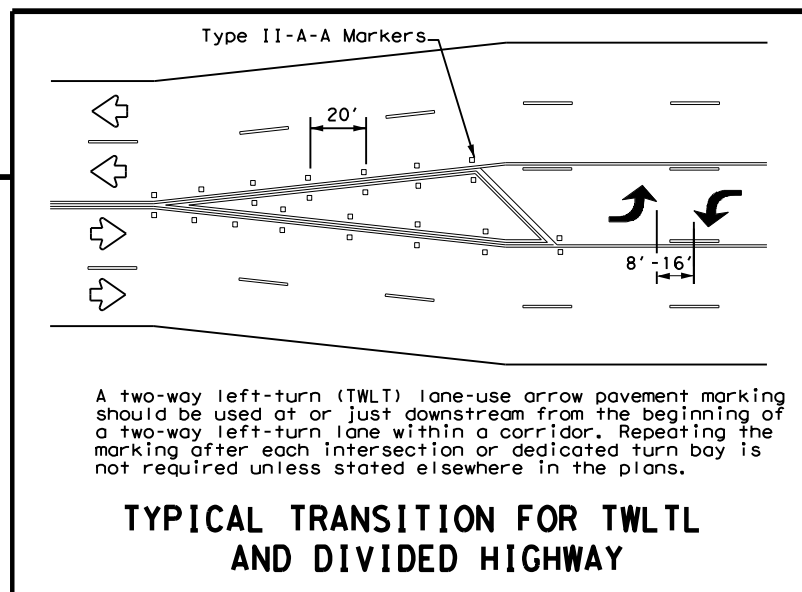 Type II-A-A Markers
20'
8' -16'
A two-way left-turn (TWLT) lane-use arrow pavement marking
should be used at or just downstream from the beginning of
a two-way left-turn lane within a corridor. Repeating the
marking after each intersection or dedicated turn bay is
not required unless stated elsewhere in the plans.
TYPICAL TRANSITION FOR TWLTL
AND DIVIDED HIGHWAY